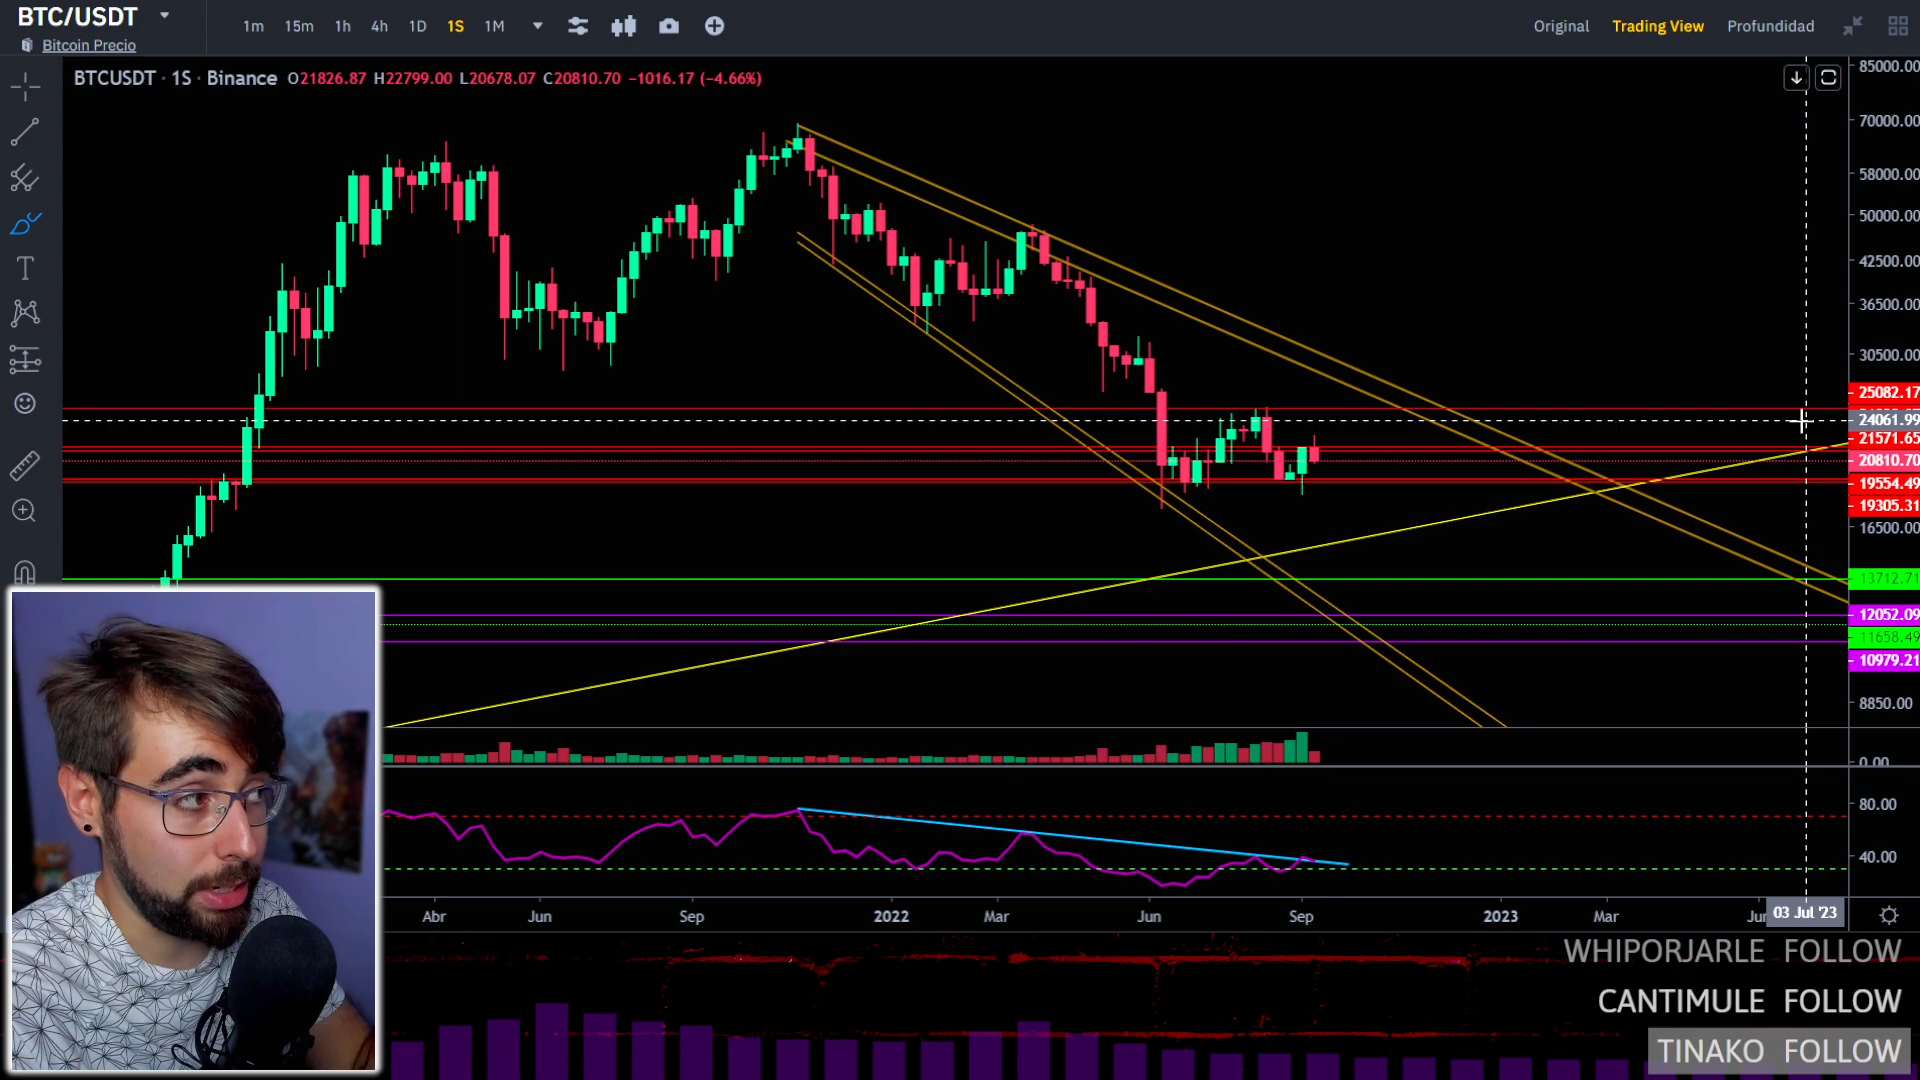 BTC/USDT
Bitcoin Precio
1m 15m 1h 4h 1D 1S 1M
Original Trading View Profundidad
BTCUSDT · 1S · Binance O21826.87 H22799.00 L20678.07 C20810.70 −1016.17 (−4.66%)
85000.00
70000.00
58000.00
50000.00
42500.00
36500.00
30500.00
25082.17
24061.99
21571.65
20810.70
19554.49
19305.31
16500.00
13712.71
12052.09
11658.49
10979.21
8850.00
0.00
80.00
40.00
Abr Jun Sep 2022 Mar Jun Sep 2023 Mar Jun 03 Jul '23
WHIPORJARLE FOLLOW
CANTIMULE FOLLOW
TINAKO FOLLOW